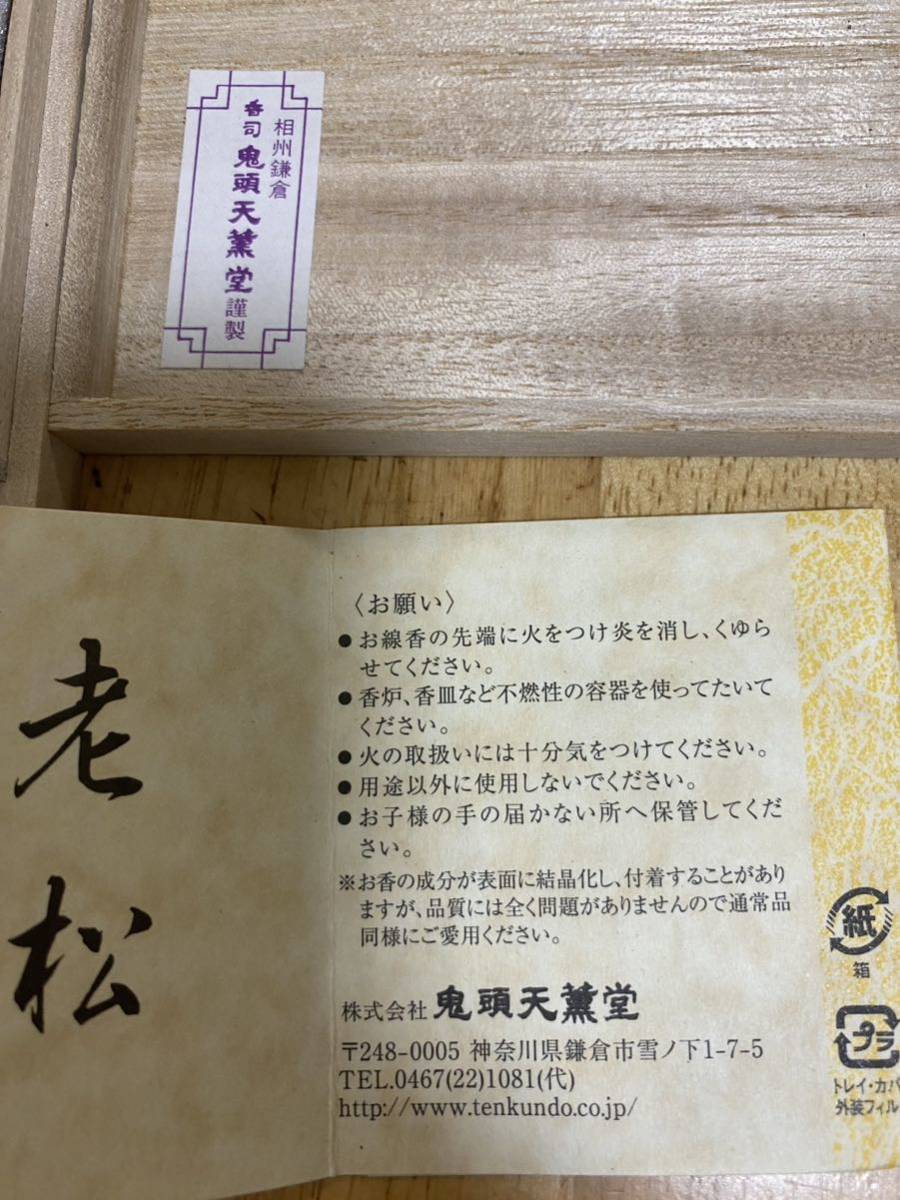 相州鎌倉
香司 鬼頭天薫堂 謹製
老松
〈お願い〉
●お線香の先端に火をつけ炎を消し、くゆら
せてください。
●香炉、香皿など不燃性の容器を使ってたいて
ください。
●火の取扱いには十分気をつけてください。
●用途以外に使用しないでください。
●お子様の手の届かない所へ保管してくだ
さい。
※お香の成分が表面に結晶化し、付着することがあり
ますが、品質には全く問題がありませんので通常品
同様にご愛用ください。
株式会社 鬼頭天薫堂
〒248-0005 神奈川県鎌倉市雪ノ下1-7-5
TEL.0467(22)1081(代)
http://www.tenkundo.co.jp/
紙
箱
プラ
トレイ・カバ
外装フィル